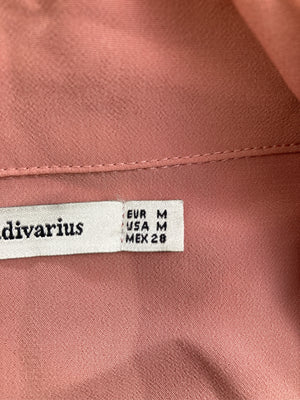 divarius
EUR M
USA M
MEX 28